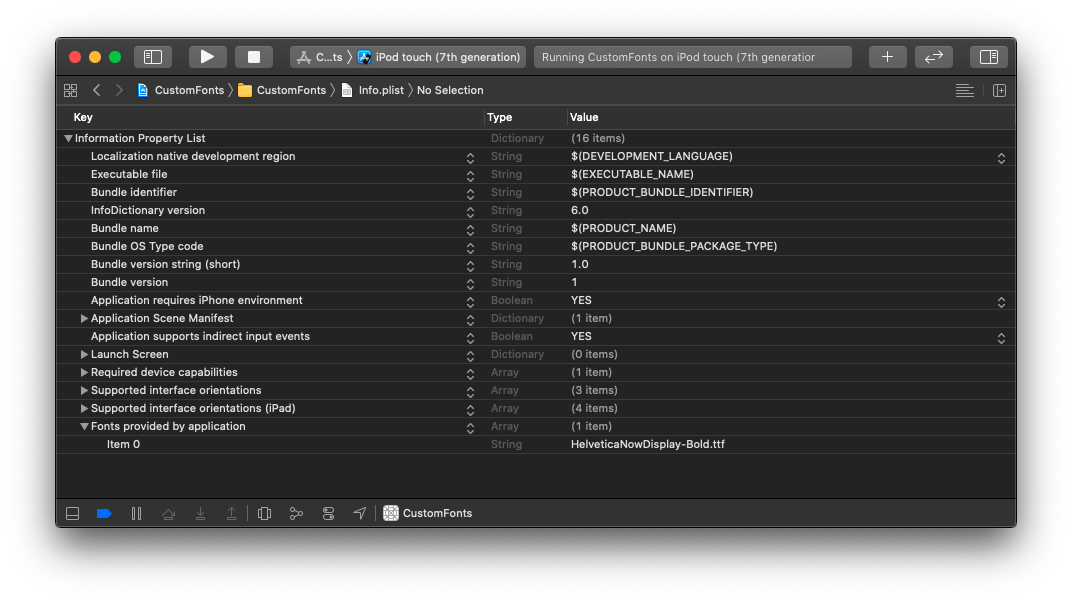 C...ts iPod touch (7th generation) Running CustomFonts on iPod touch (7th generator
CustomFonts CustomFonts Info.plist No Selection
Key Type Value
Information Property List Dictionary (16 items)
Localization native development region String $(DEVELOPMENT_LANGUAGE)
Executable file String $(EXECUTABLE_NAME)
Bundle identifier String $(PRODUCT_BUNDLE_IDENTIFIER)
InfoDictionary version String 6.0
Bundle name String $(PRODUCT_NAME)
Bundle OS Type code String $(PRODUCT_BUNDLE_PACKAGE_TYPE)
Bundle version string (short) String 1.0
Bundle version String 1
Application requires iPhone environment Boolean YES
Application Scene Manifest Dictionary (1 item)
Application supports indirect input events Boolean YES
Launch Screen Dictionary (0 items)
Required device capabilities Array (1 item)
Supported interface orientations Array (3 items)
Supported interface orientations (iPad) Array (4 items)
Fonts provided by application Array (1 item)
Item 0 String HelveticaNowDisplay-Bold.ttf
CustomFonts